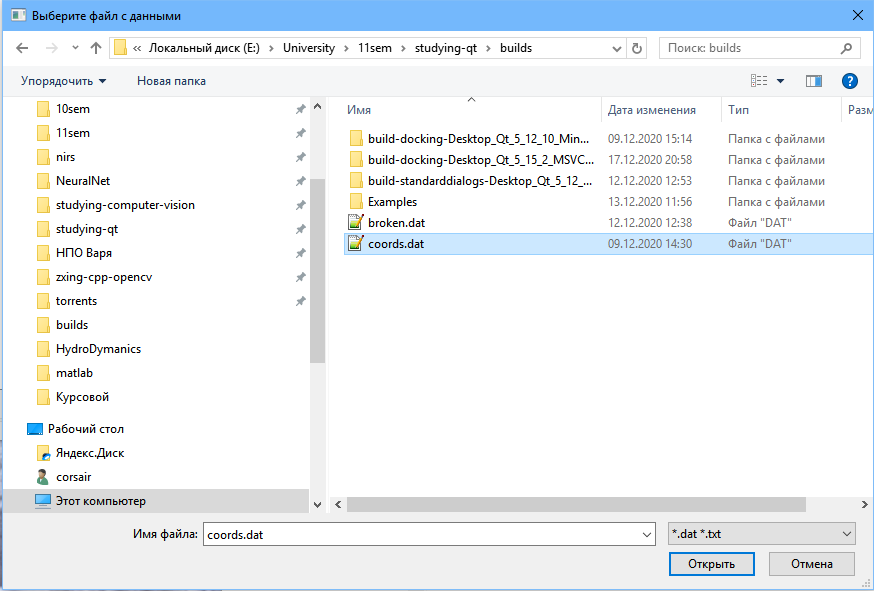 Выберите файл с данными
« Локальный диск (E:) › University › 11sem › studying-qt › builds
Поиск: builds
Упорядочить
Новая папка
10sem
11sem
nirs
NeuralNet
studying-computer-vision
studying-qt
НПО Варя
zxing-cpp-opencv
torrents
builds
HydroDymanics
matlab
Курсовой
Рабочий стол
Яндекс.Диск
corsair
Этот компьютер
Имя Дата изменения Тип Разм
build-docking-Desktop_Qt_5_12_10_Min... 09.12.2020 15:14 Папка с файлами
build-docking-Desktop_Qt_5_15_2_MSVC... 17.12.2020 20:58 Папка с файлами
build-standarddialogs-Desktop_Qt_5_12_... 12.12.2020 12:53 Папка с файлами
Examples 13.12.2020 11:56 Папка с файлами
broken.dat 12.12.2020 12:38 Файл "DAT"
coords.dat 09.12.2020 14:30 Файл "DAT"
Имя файла: coords.dat *.dat *.txt
Открыть Отмена